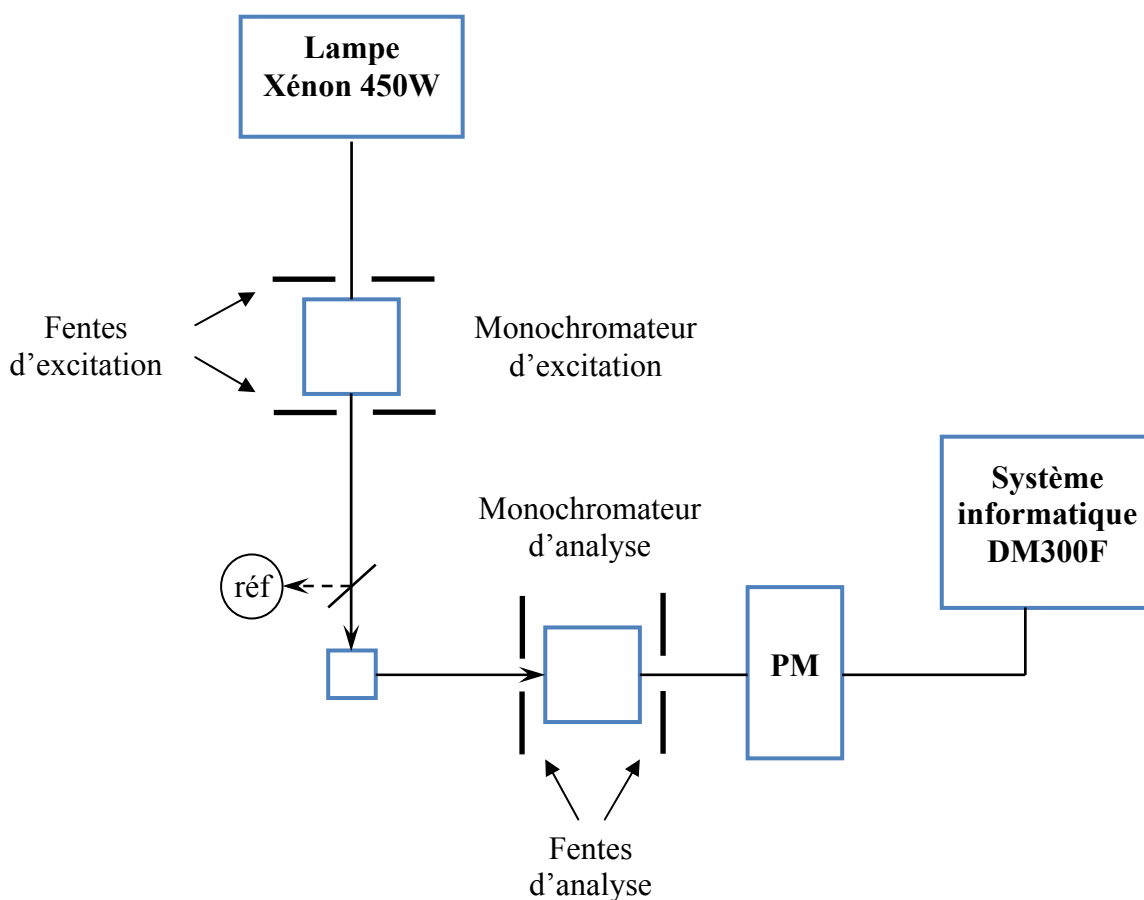 Lampe
Xénon 450W
Fentes
d’excitation
Monochromateur
d’excitation
Monochromateur
d’analyse
Système
informatique
DM300F
réf
PM
Fentes
d’analyse